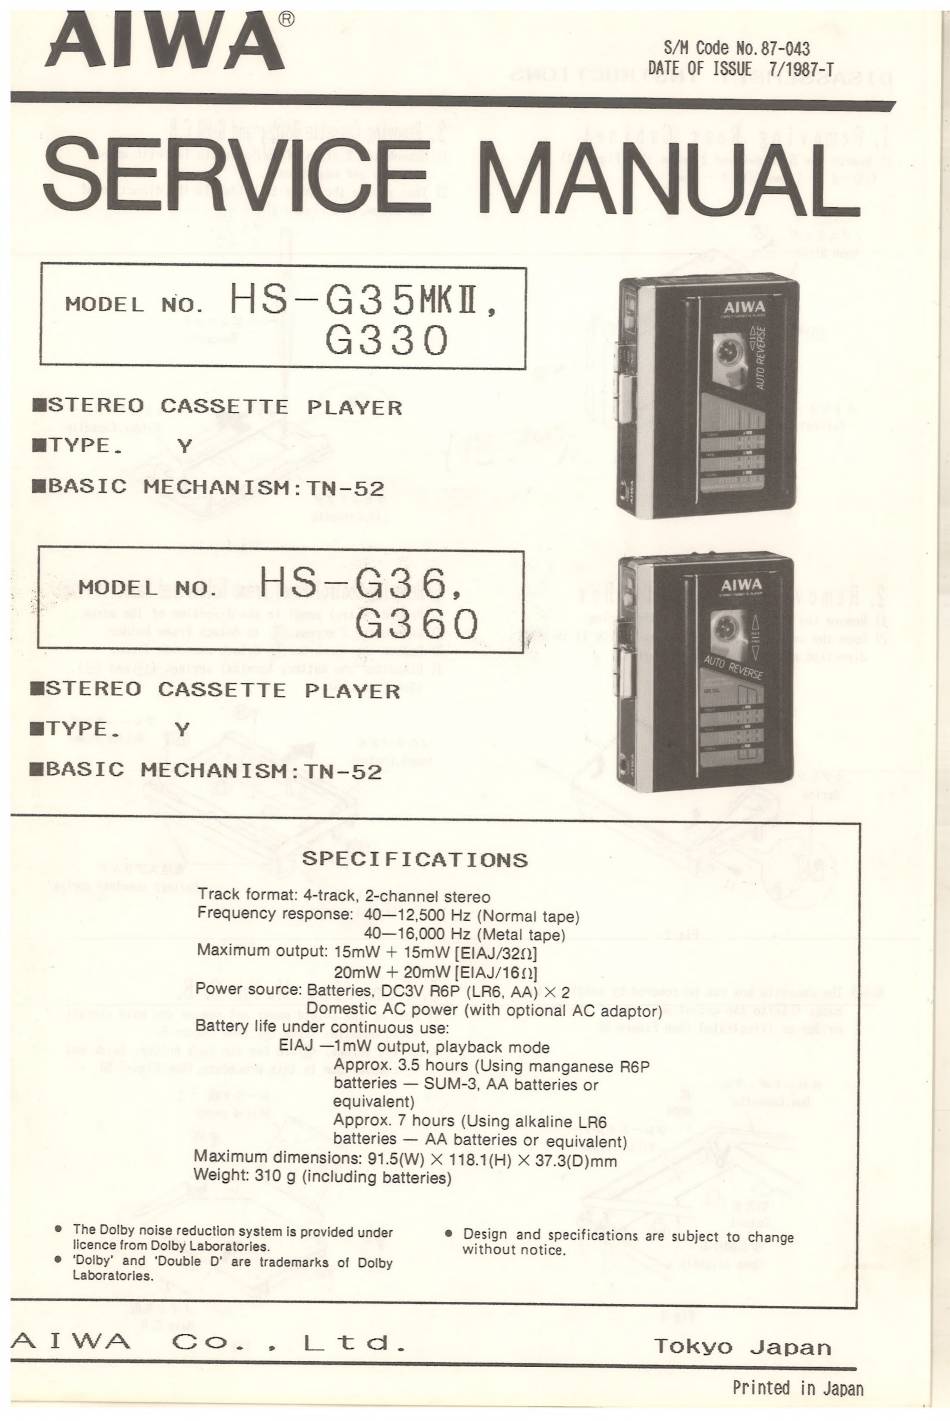 AIWA®
S/M Code No. 87-043
DATE OF ISSUE 7/1987-T
SERVICE MANUAL
MODEL NO. HS-G35MKⅡ,
G330
■STEREO CASSETTE PLAYER
■TYPE. Y
■BASIC MECHANISM:TN-52
AIWA
AUTO REVERSE
AIWA
MODEL NO. HS-G36,
G360
■STEREO CASSETTE PLAYER
■TYPE. Y
■BASIC MECHANISM:TN-52
AIWA
AUTO REVERSE
AIWA
SPECIFICATIONS
Track format: 4-track, 2-channel stereo
Frequency response: 40—12,500 Hz (Normal tape)
40—16,000 Hz (Metal tape)
Maximum output: 15mW + 15mW [EIAJ/32Ω]
20mW + 20mW [EIAJ/16Ω]
Power source: Batteries, DC3V R6P (LR6, AA) × 2
Domestic AC power (with optional AC adaptor)
Battery life under continuous use:
EIAJ —1mW output, playback mode
Approx. 3.5 hours (Using manganese R6P
batteries — SUM-3, AA batteries or
equivalent)
Approx. 7 hours (Using alkaline LR6
batteries — AA batteries or equivalent)
Maximum dimensions: 91.5(W) × 118.1(H) × 37.3(D)mm
Weight: 310 g (including batteries)
● The Dolby noise reduction system is provided under
licence from Dolby Laboratories.
● 'Dolby' and 'Double D' are trademarks of Dolby
Laboratories.
● Design and specifications are subject to change
without notice.
AIWA Co., Ltd.
Tokyo Japan
Printed in Japan